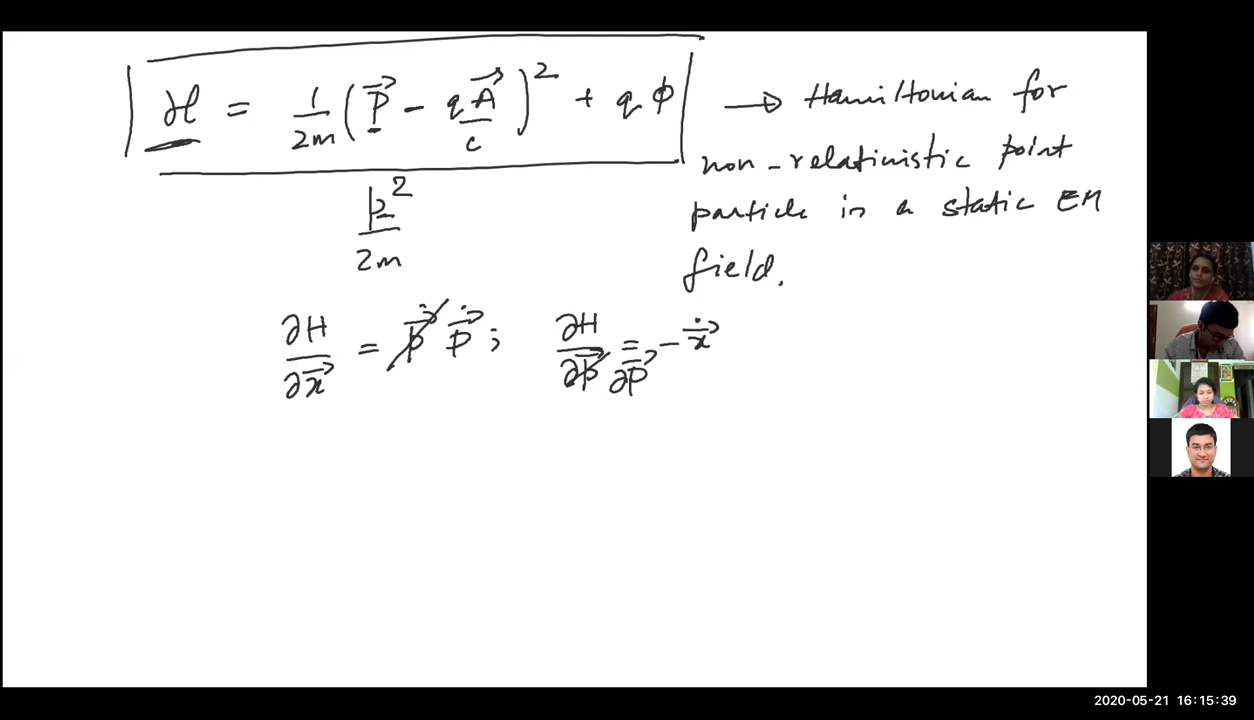 ℋ = 1/2m (P⃗ - qA⃗/c)² + qϕ → Hamiltonian for
non-relativistic point
particle in a static EM
field.
p²/2m
∂H/∂x⃗ = Ṗ⃗ ; ∂H/∂P⃗ = -ẋ⃗
2020-05-21 16:15:39